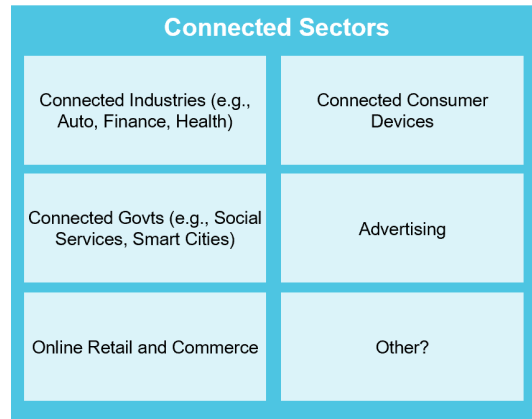 Connected Sectors
Connected Industries (e.g.,
Auto, Finance, Health)
Connected Consumer
Devices
Connected Govts (e.g., Social
Services, Smart Cities)
Advertising
Online Retail and Commerce
Other?